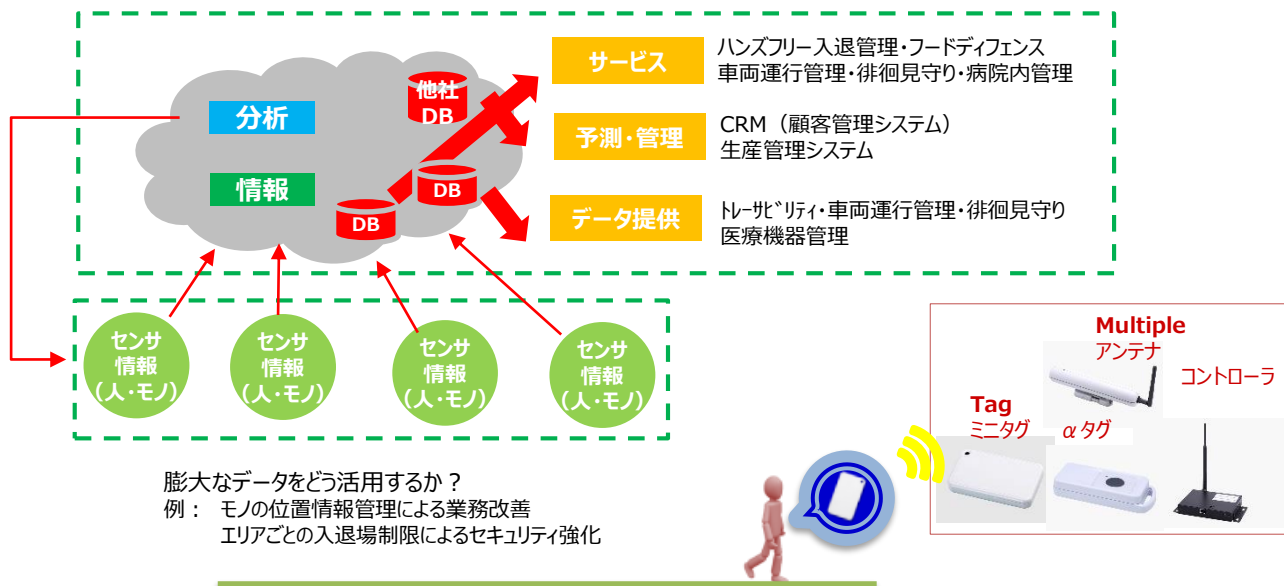 他社
DB
分析
情報
DB
DB
サービス
ハンズフリー入退管理・フードディフェンス
車両運行管理・徘徊見守り・病院内管理
予測・管理
CRM（顧客管理システム）
生産管理システム
データ提供
ﾄﾚｰｻﾋﾞﾘﾃｨ・車両運行管理・徘徊見守り
医療機器管理
センサ
情報
(人・モノ)
センサ
情報
(人・モノ)
センサ
情報
(人・モノ)
センサ
情報
(人・モノ)
Multiple
アンテナ
コントローラ
Tag
ミニタグ
αタグ
膨大なデータをどう活用するか？
例： モノの位置情報管理による業務改善
エリアごとの入退場制限によるセキュリティ強化